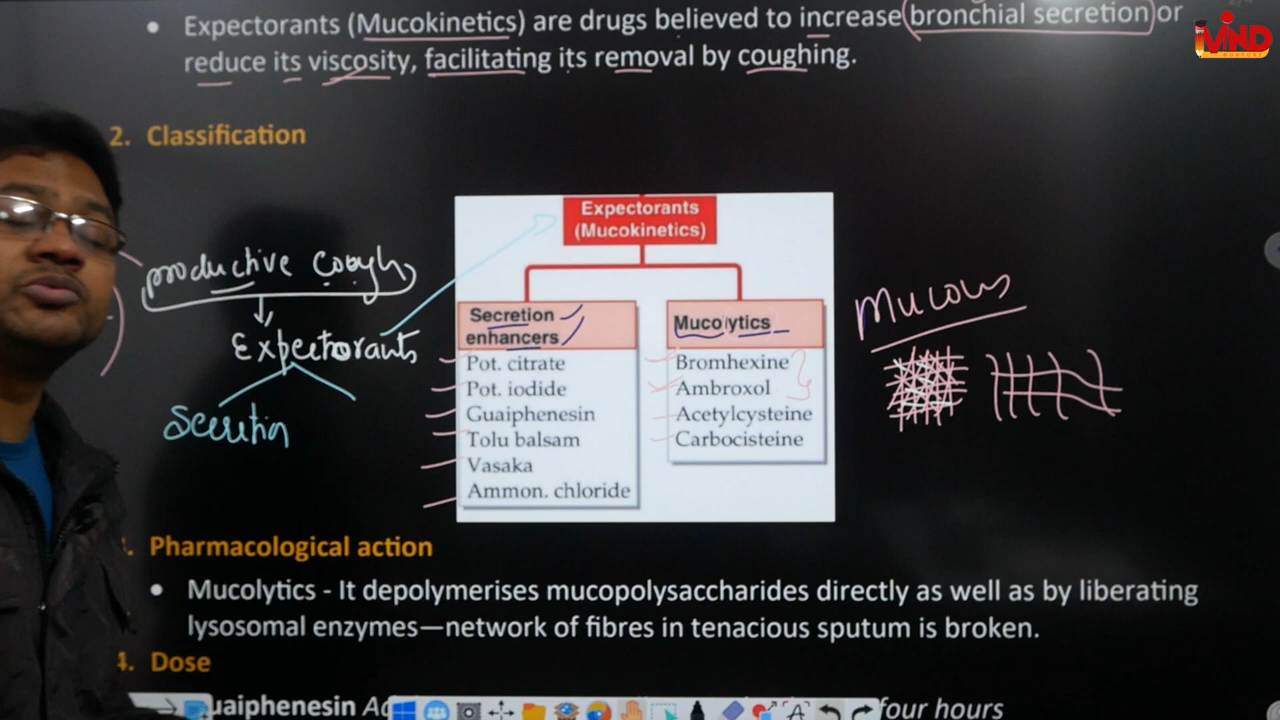 • Expectorants (Mucokinetics) are drugs believed to increase bronchial secretion or
reduce its viscosity, facilitating its removal by coughing.
MIND
2. Classification
Expectorants
(Mucokinetics)
productive cough
Expectorants
Secretion
Secretion
enhancers
Pot. citrate
Pot. iodide
Guaiphenesin
Tolu balsam
Vasaka
Ammon. chloride
Mucolytics
Bromhexine
Ambroxol
Acetylcysteine
Carbocisteine
Mucous
Pharmacological action
• Mucolytics - It depolymerises mucopolysaccharides directly as well as by liberating
lysosomal enzymes—network of fibres in tenacious sputum is broken.
4. Dose
uaiphenesin
four hours